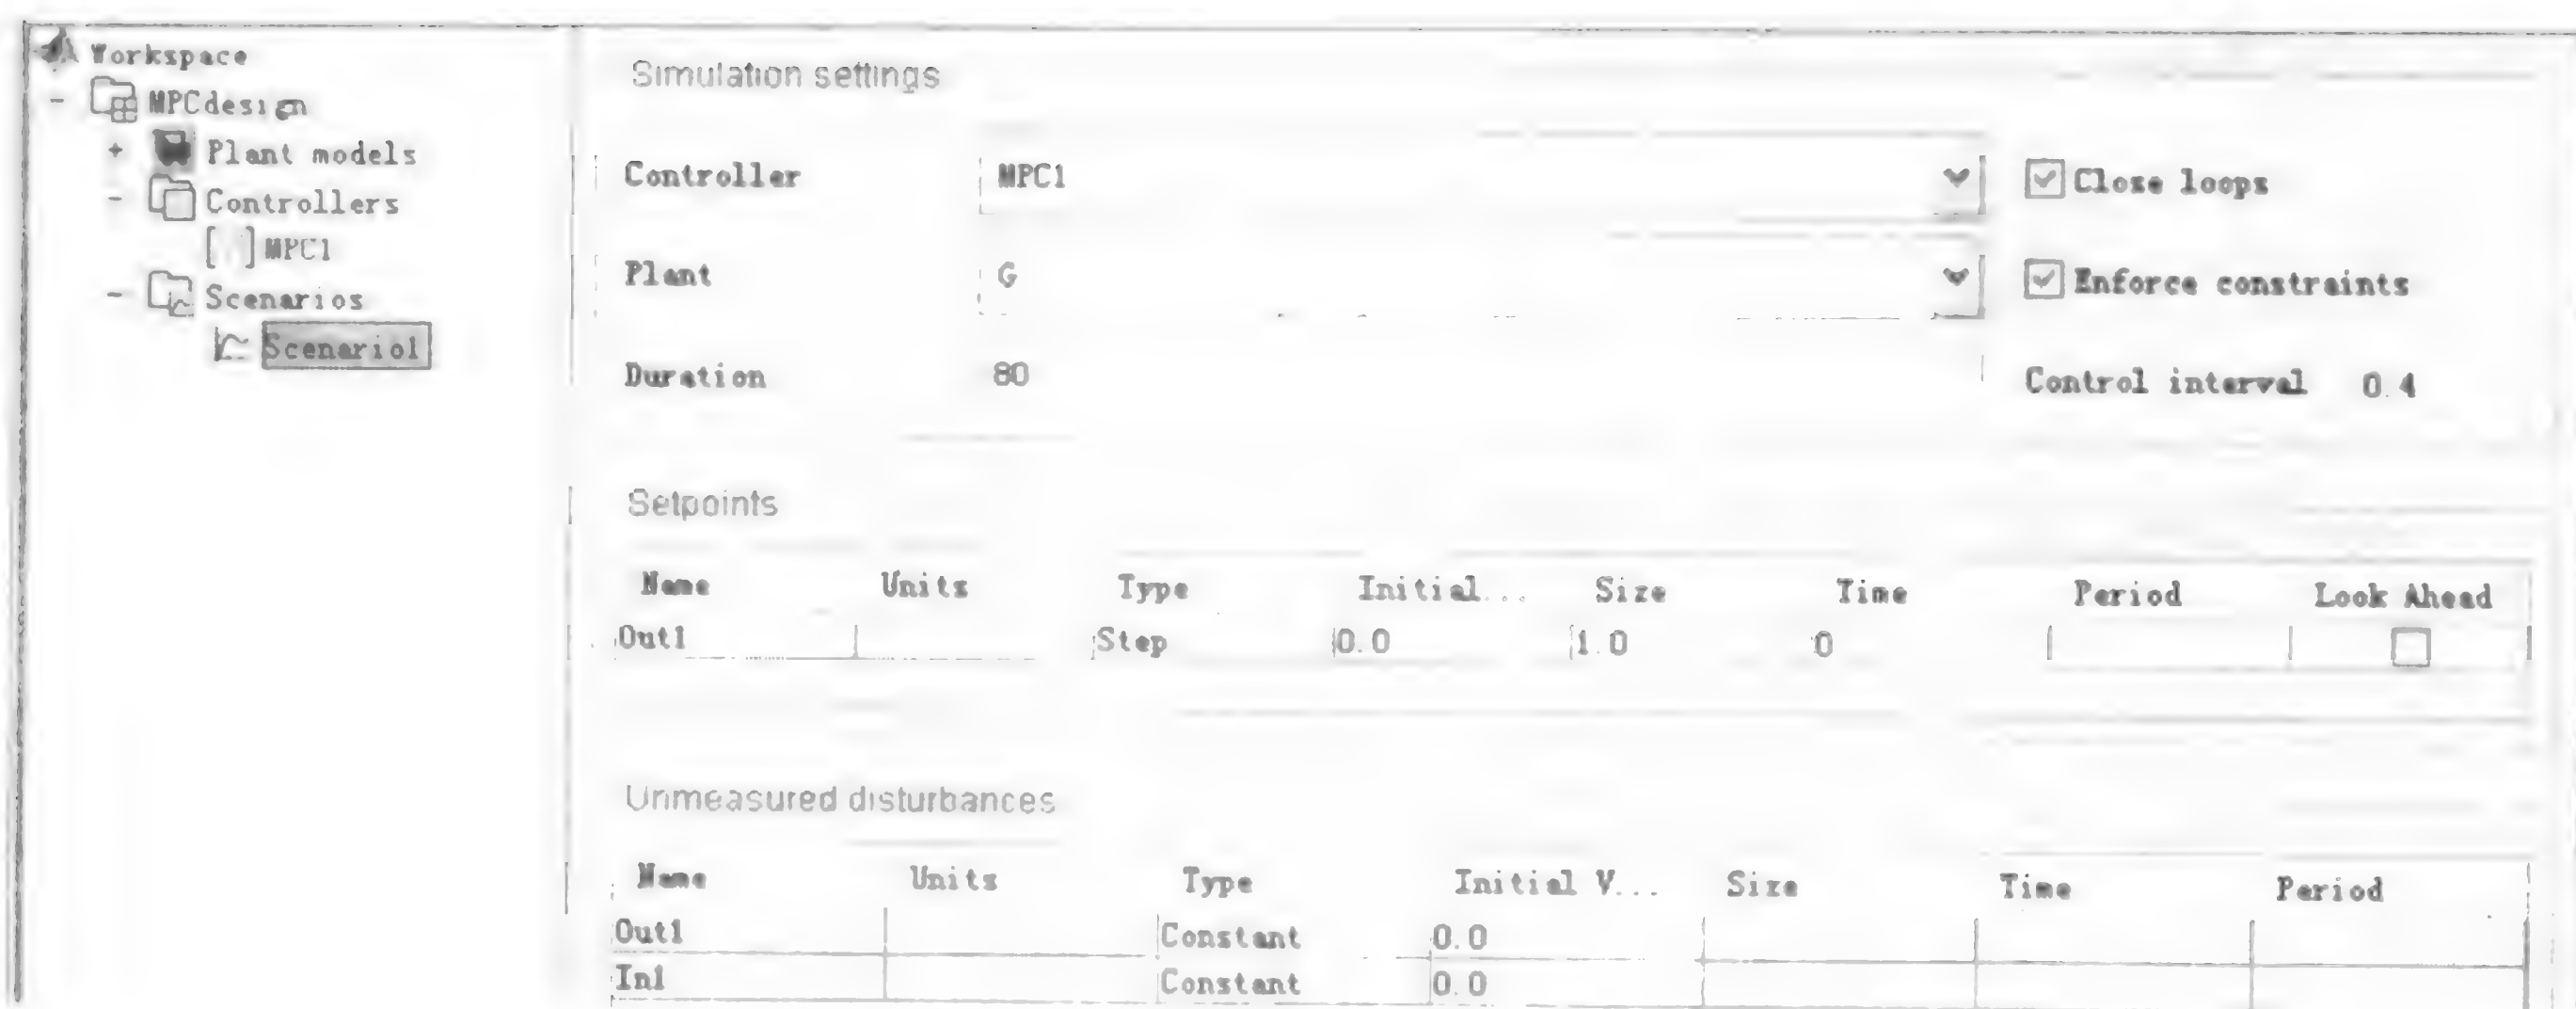 Workspace
MPCdesign
Plant models
Controllers
MPC1
Scenarios
Scenario1
Simulation settings
Controller MPC1 Close loops
Plant G Enforce constraints
Duration 80 Control interval 0.4
Setpoints
Name Units Type Initial... Size Time Period Look Ahead
Out1 Step 0.0 1.0 0
Unmeasured disturbances
Name Units Type Initial V... Size Time Period
Out1 Constant 0.0
In1 Constant 0.0